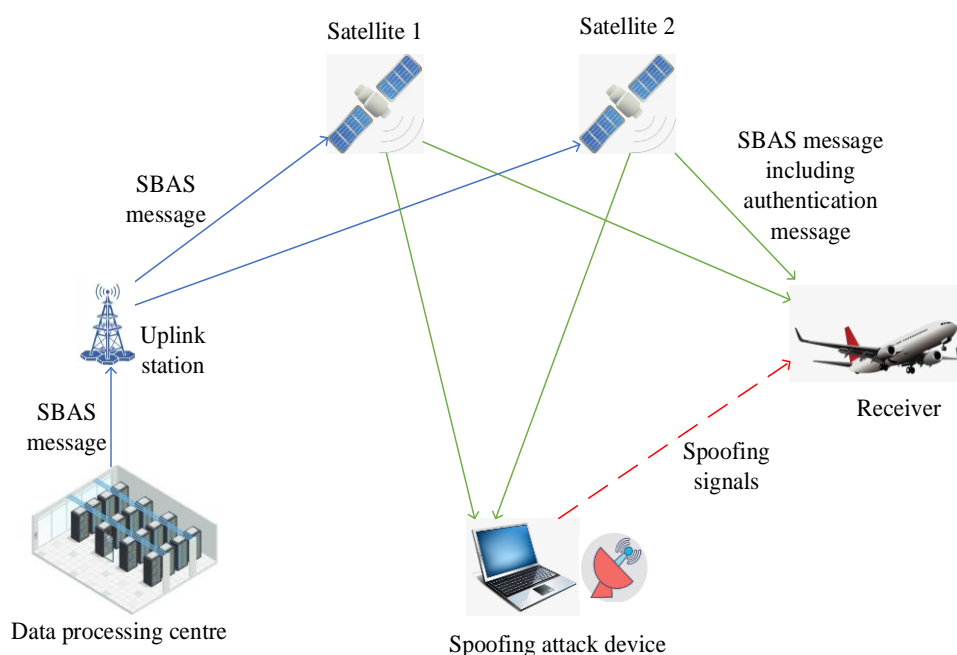 Satellite 1
Satellite 2
SBAS message
including
authentication
message
SBAS
message
Uplink
station
Receiver
SBAS
message
Spoofing
signals
Data processing centre
Spoofing attack device